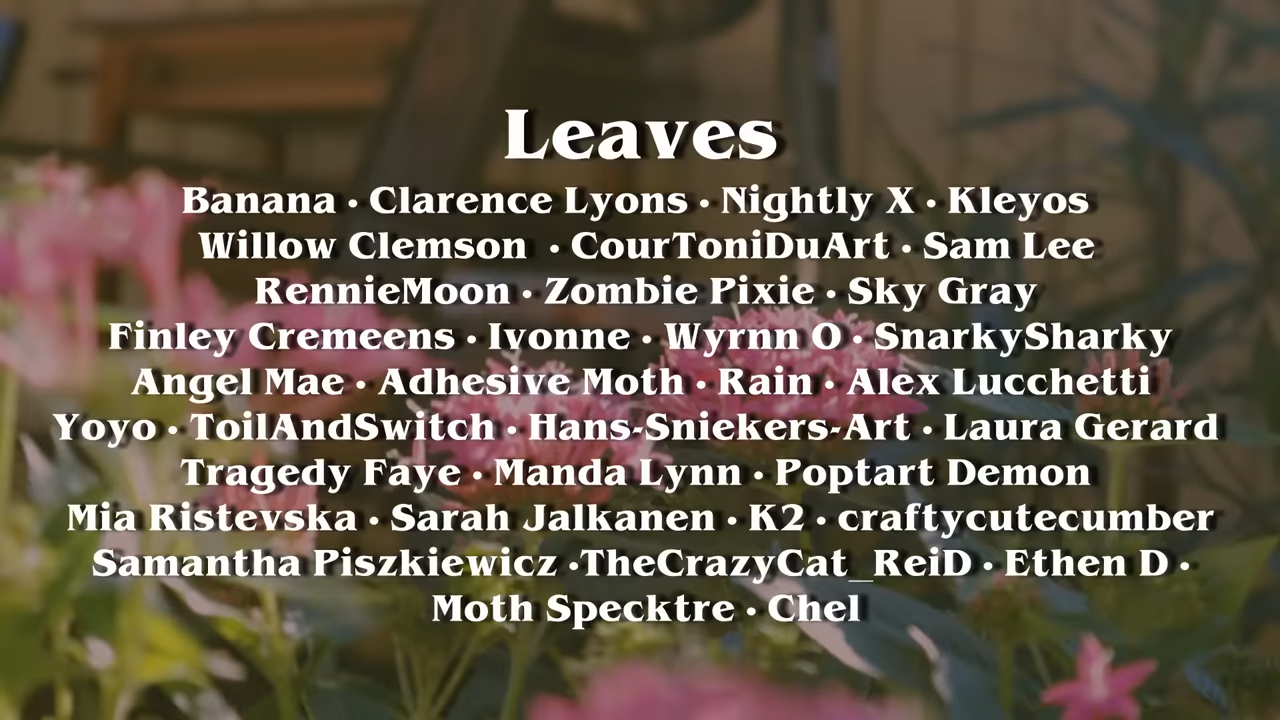 Leaves
Banana • Clarence Lyons • Nightly X • Kleyos
Willow Clemson • CourToniDuArt • Sam Lee
RennieMoon • Zombie Pixie • Sky Gray
Finley Cremeens • Ivonne • Wyrnn O • SnarkySharky
Angel Mae • Adhesive Moth • Rain • Alex Lucchetti
Yoyo • ToilAndSwitch • Hans-Sniekers-Art • Laura Gerard
Tragedy Faye • Manda Lynn • Poptart Demon
Mia Ristevska • Sarah Jalkanen • K2 • craftycutecumber
Samantha Piszkiewicz •TheCrazyCat_ReiD • Ethen D •
Moth Specktre • Chel